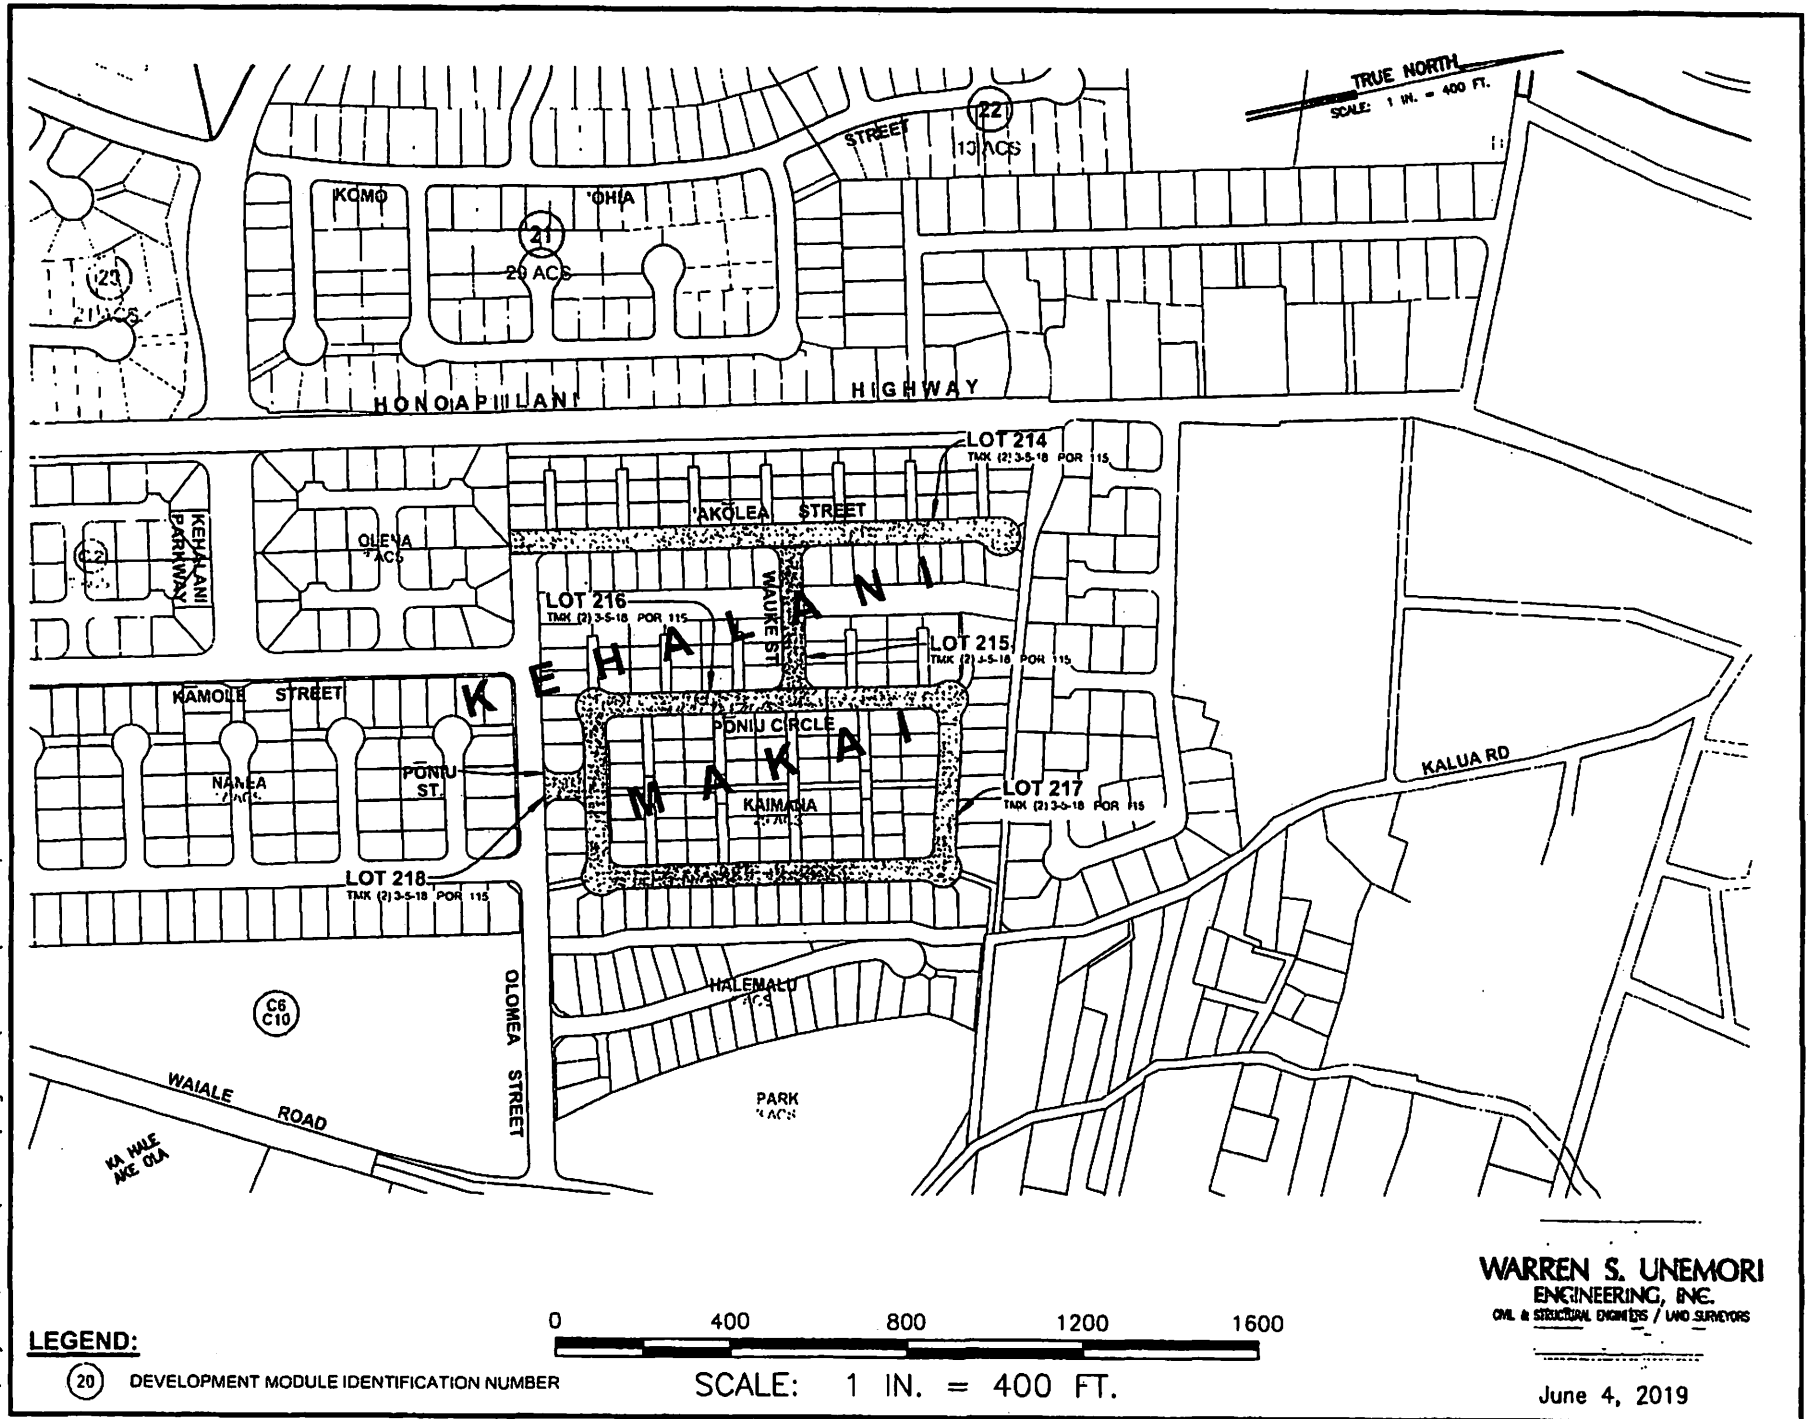 TRUE NORTH
SCALE: 1 IN. = 400 FT.
22
STREET
KOMO
'OHIA
21
23
HONOAPIILANI
HIGHWAY
LOT 214
TMK (2) 3-5-18 POR 115
'AKŌLEA STREET
KEHALANI
PARKWAY
WAUKE ST.
LOT 216
TMK (2) 3-5-18 POR 115
LOT 215
TMK (2) 3-5-18 POR 115
KAMOLE STREET
KEHALANI
PŌNIU CIRCLE
MAKAI
PŌNIU
ST.
KAIMANA
KALUA RD
LOT 217
TMK (2) 3-5-18 POR 115
LOT 218
TMK (2) 3-5-18 POR 115
HALEMALU
C6
C10
OLOMEA STREET
WAIALE
ROAD
PARK
KA HALE
AKE OLA
WARREN S. UNEMORI
ENGINEERING, INC.
CIVIL & STRUCTURAL ENGINEERS / LAND SURVEYORS
0 400 800 1200 1600
LEGEND:
20 DEVELOPMENT MODULE IDENTIFICATION NUMBER
SCALE: 1 IN. = 400 FT.
June 4, 2019